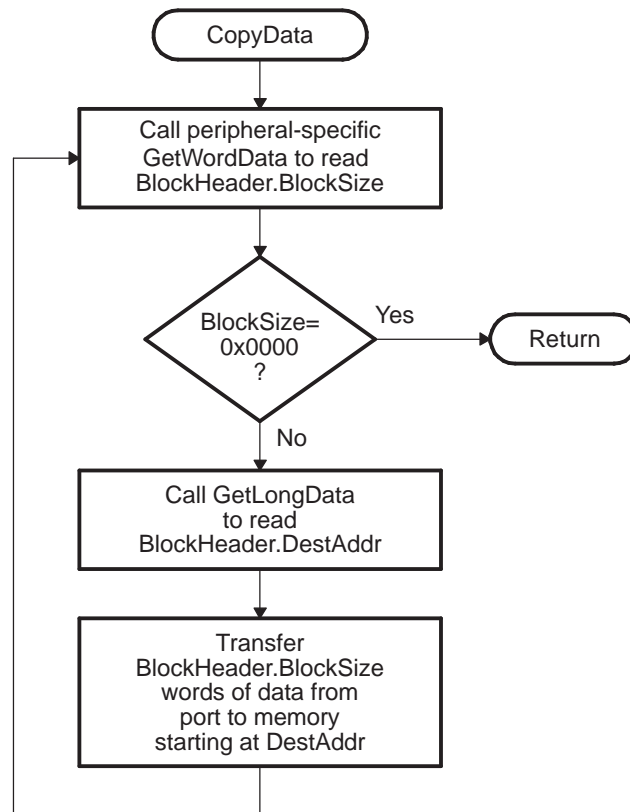 CopyData
Call peripheral-specific
GetWordData to read
BlockHeader.BlockSize
BlockSize=
0x0000
?
Yes
Return
No
Call GetLongData
to read
BlockHeader.DestAddr
Transfer
BlockHeader.BlockSize
words of data from
port to memory
starting at DestAddr